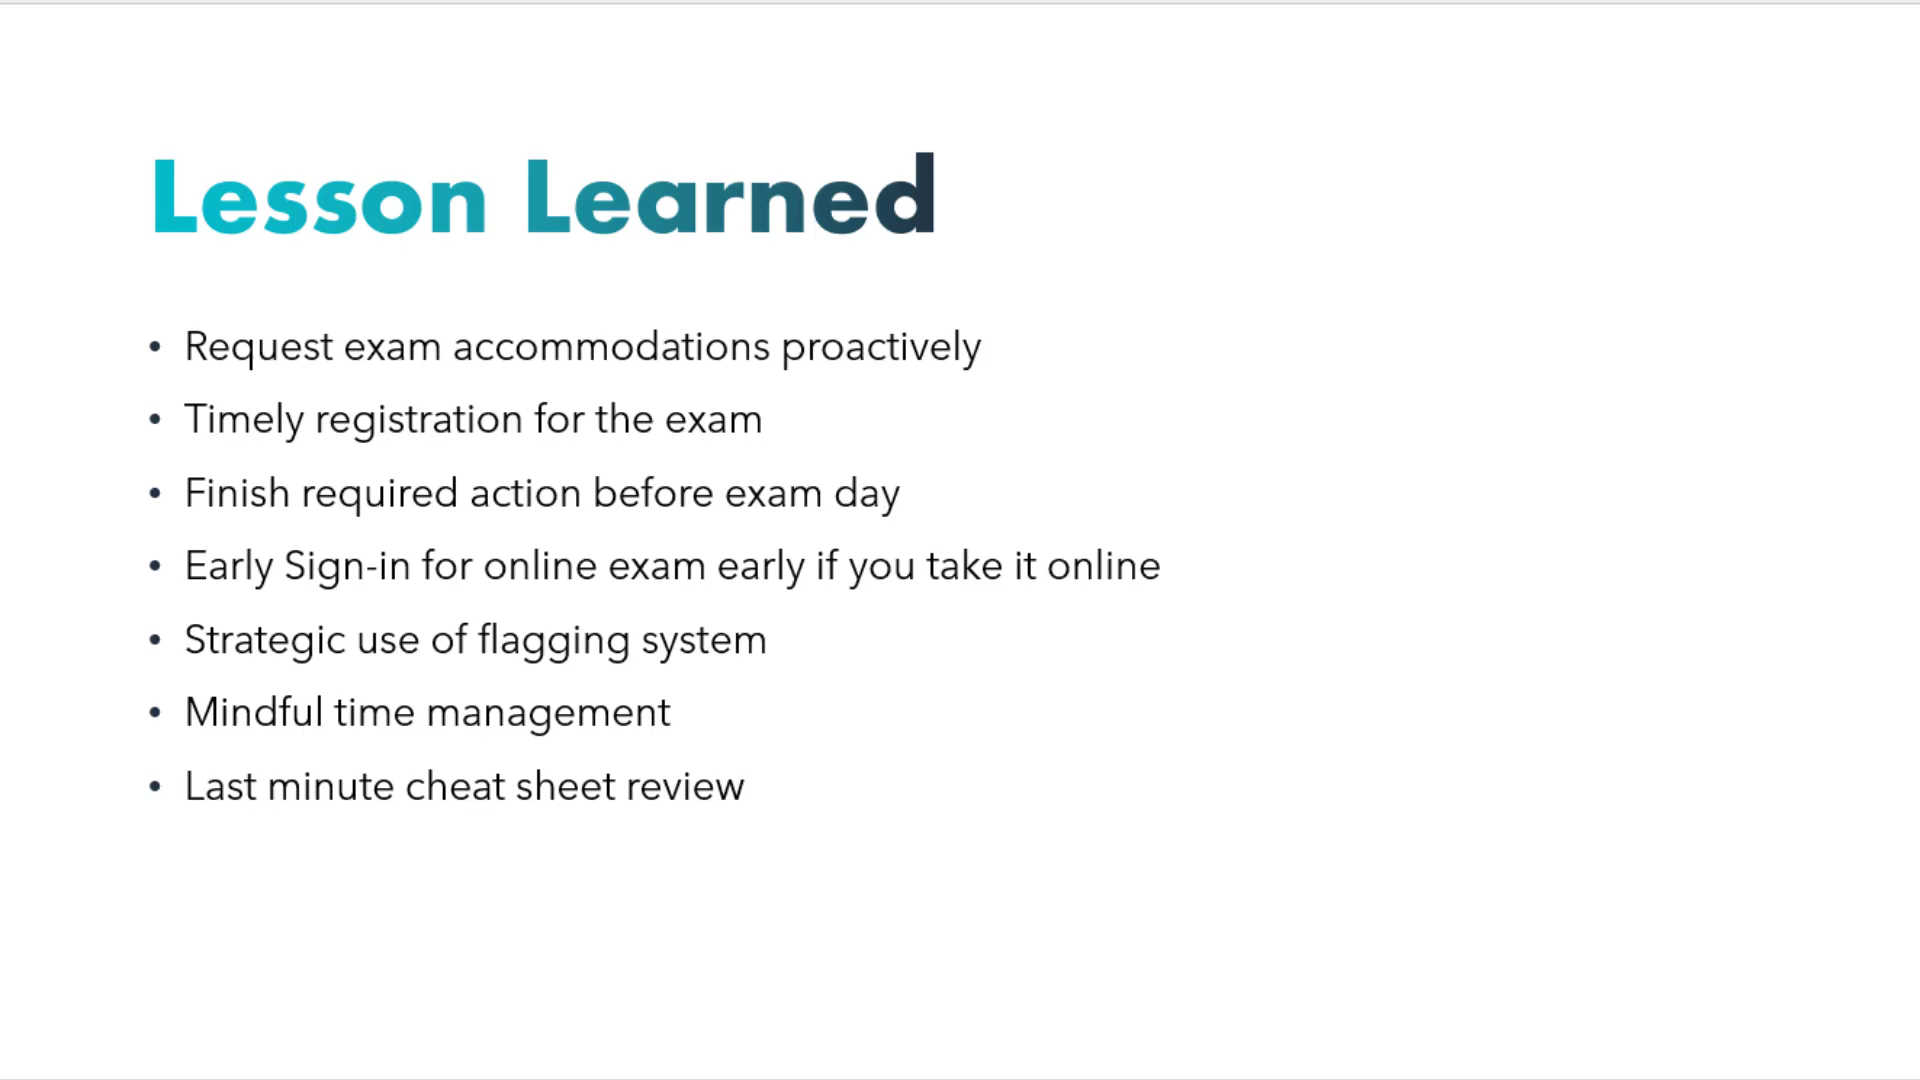 Lesson Learned
• Request exam accommodations proactively
• Timely registration for the exam
• Finish required action before exam day
• Early Sign-in for online exam early if you take it online
• Strategic use of flagging system
• Mindful time management
• Last minute cheat sheet review